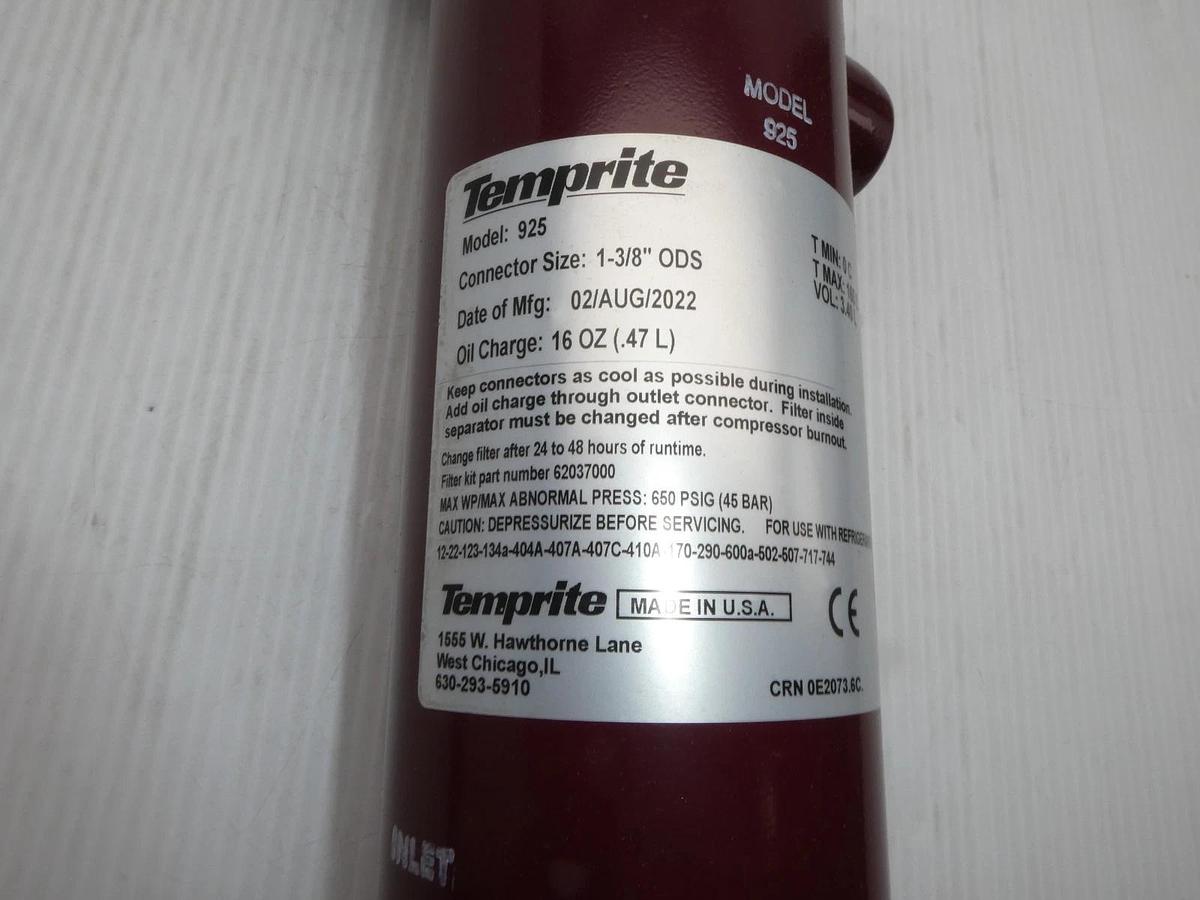 MODEL
925
Temprite
Model: 925
Connector Size: 1-3/8" ODS
Date of Mfg: 02/AUG/2022
Oil Charge: 16 OZ (.47 L)
T MIN: 0 C
T MAX:
VOL:
Keep connectors as cool as possible during installation.
Add oil charge through outlet connector. Filter inside
separator must be changed after compressor burnout.
Change filter after 24 to 48 hours of runtime.
Filter kit part number 62037000
MAX WP/MAX ABNORMAL PRESS: 650 PSIG (45 BAR)
CAUTION: DEPRESSURIZE BEFORE SERVICING. FOR USE WITH
12-22-123-134a-404A-407A-407C-410A-170-290-600a-502-507-717-744
Temprite MADE IN U.S.A. CE
1555 W. Hawthorne Lane
West Chicago,IL
630-293-5910
CRN 0E2073.6C.
INLET